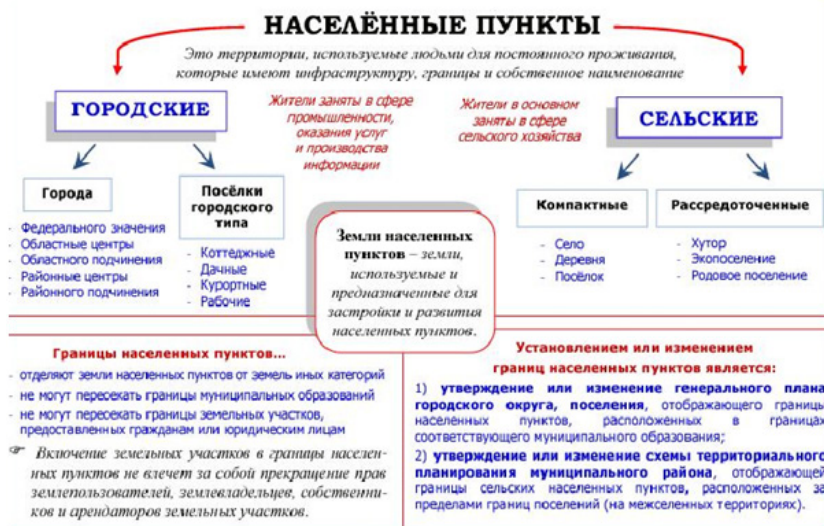 НАСЕЛЁННЫЕ ПУНКТЫ
Это территории, используемые людьми для постоянного проживания,
которые имеют инфраструктуру, границы и собственное наименование
ГОРОДСКИЕ
Жители заняты в сфере
промышленности,
оказания услуг
и производства
информации
Жители в основном
заняты в сфере
сельского хозяйства
СЕЛЬСКИЕ
Города
- Федерального значения
- Областные центры
- Областного подчинения
- Районные центры
- Районного подчинения
Посёлки
городского
типа
- Коттеджные
- Дачные
- Курортные
- Рабочие
Земли населенных
пунктов – земли,
используемые и
предназначенные для
застройки и развития
населенных пунктов.
Компактные
- Село
- Деревня
- Посёлок
Рассредоточенные
- Хутор
- Экопоселение
- Родовое поселение
Границы населенных пунктов...
- отделяют земли населенных пунктов от земель иных категорий
- не могут пересекать границы муниципальных образований
- не могут пересекать границы земельных участков,
предоставленных гражданам или юридическим лицам
☞ Включение земельных участков в границы населен-
ных пунктов не влечет за собой прекращение прав
землепользователей, землевладельцев, собственни-
ков и арендаторов земельных участков.
Установлением или изменением
границ населенных пунктов является:
1) утверждение или изменение генерального плана
городского округа, поселения, отображающего границы
населенных пунктов, расположенных в границах
соответствующего муниципального образования;
2) утверждение или изменение схемы территориального
планирования муниципального района, отображающей
границы сельских населенных пунктов, расположенных за
пределами границ поселений (на межселенных территориях).